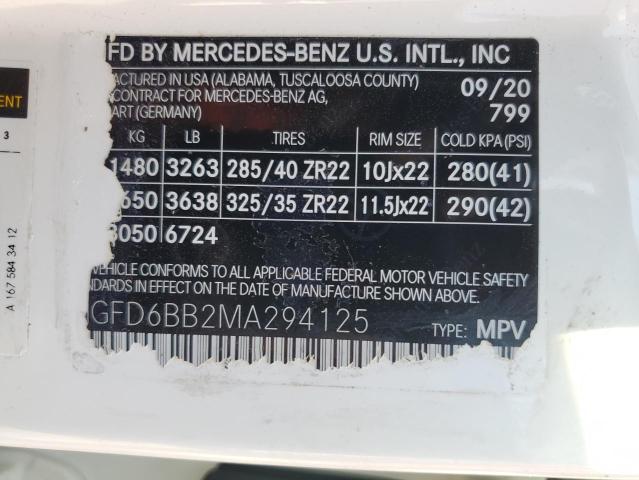 FD BY MERCEDES-BENZ U.S. INTL., INC
FACTURED IN USA (ALABAMA, TUSCALOOSA COUNTY)
CONTRACT FOR MERCEDES-BENZ AG,
ART (GERMANY)
09/20
799
KG LB TIRES RIM SIZE COLD KPA(PSI)
1480 3263 285/40 ZR22 10Jx22 280(41)
650 3638 325/35 ZR22 11.5Jx22 290(42)
3050 6724
VEHICLE CONFORMS TO ALL APPLICABLE FEDERAL MOTOR VEHICLE SAFETY
NDARDS IN EFFECT ON THE DATE OF MANUFACTURE SHOWN ABOVE.
GFD6BB2MA294125 TYPE: MPV
ENT
3
A 167 584 34 12